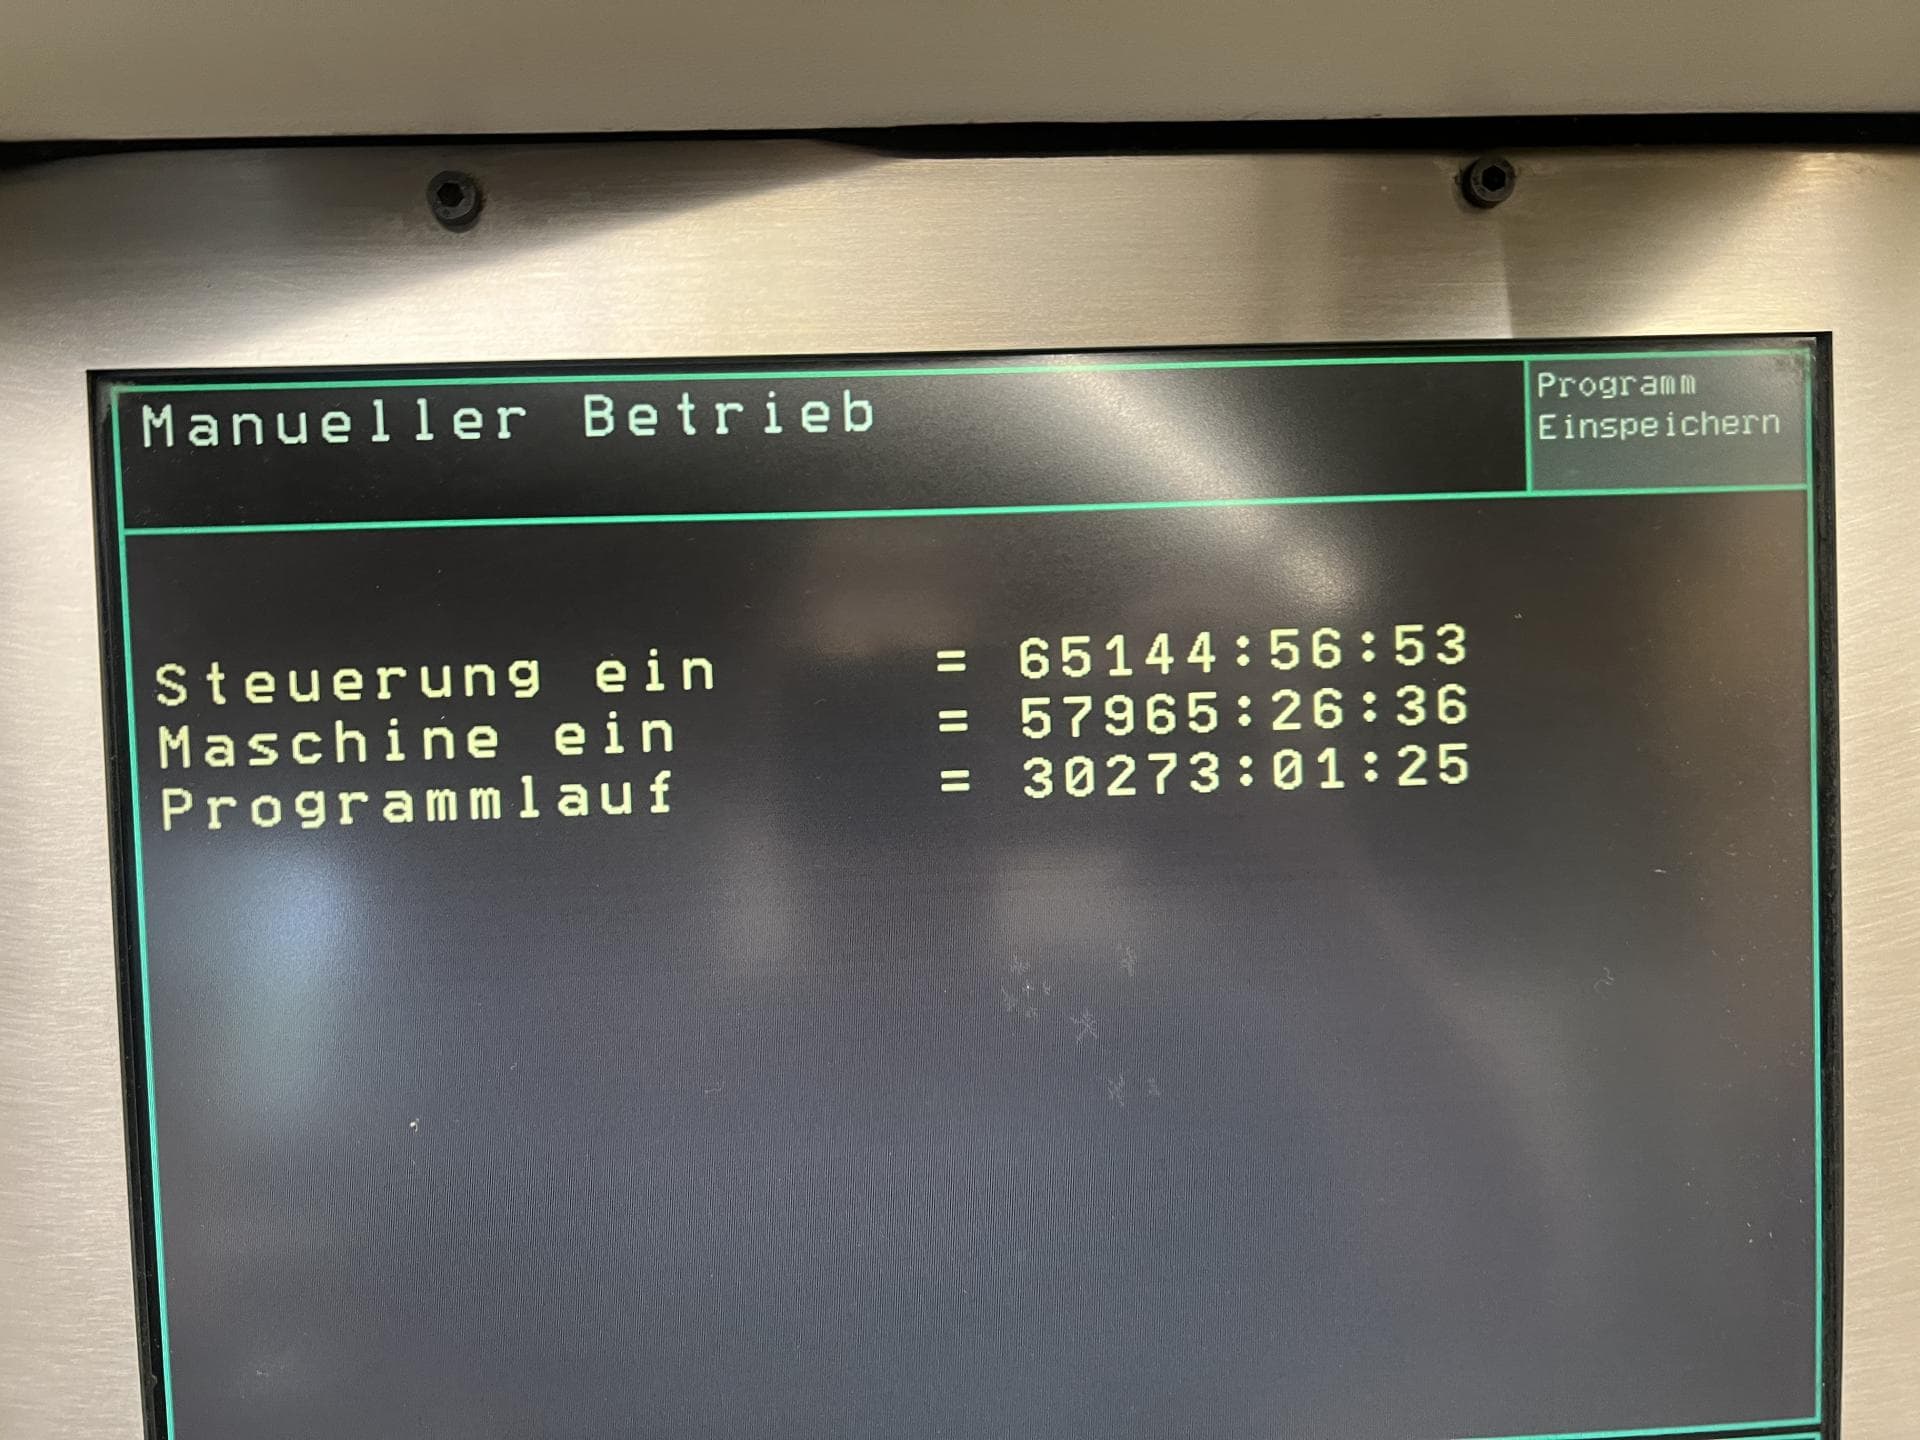 Manueller Betrieb
Programm
Einspeichern
Steuerung ein = 65144:56:53
Maschine ein = 57965:26:36
Programmlauf = 30273:01:25